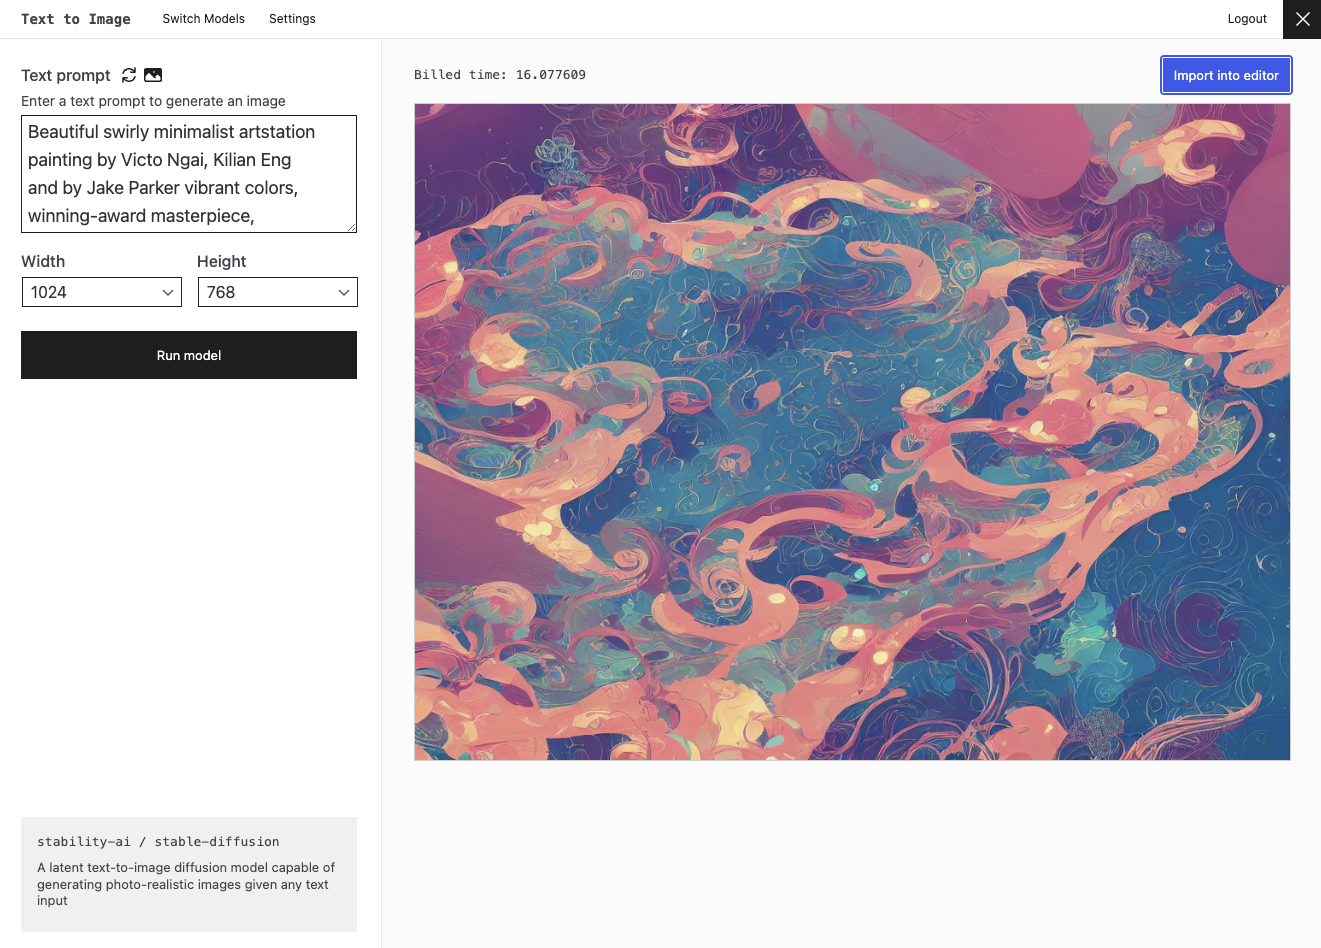 Text to Image
Switch Models
Settings
Logout
Text prompt
Enter a text prompt to generate an image
Beautiful swirly minimalist artstation
painting by Victo Ngai, Kilian Eng
and by Jake Parker vibrant colors,
winning-award masterpiece,
Width
Height
1024
768
Run model
stability-ai / stable-diffusion
A latent text-to-image diffusion model capable of
generating photo-realistic images given any text
input
Billed time: 16.077609
Import into editor